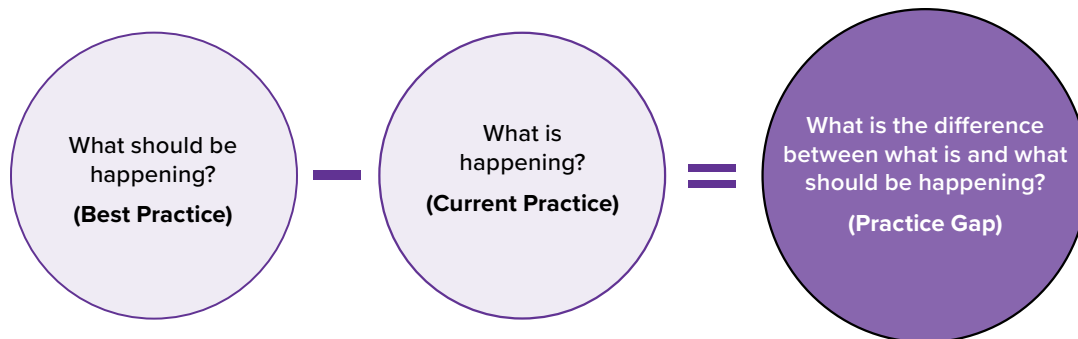 What should be
happening?
(Best Practice)
What is
happening?
(Current Practice)
What is the difference
between what is and what
should be happening?
(Practice Gap)